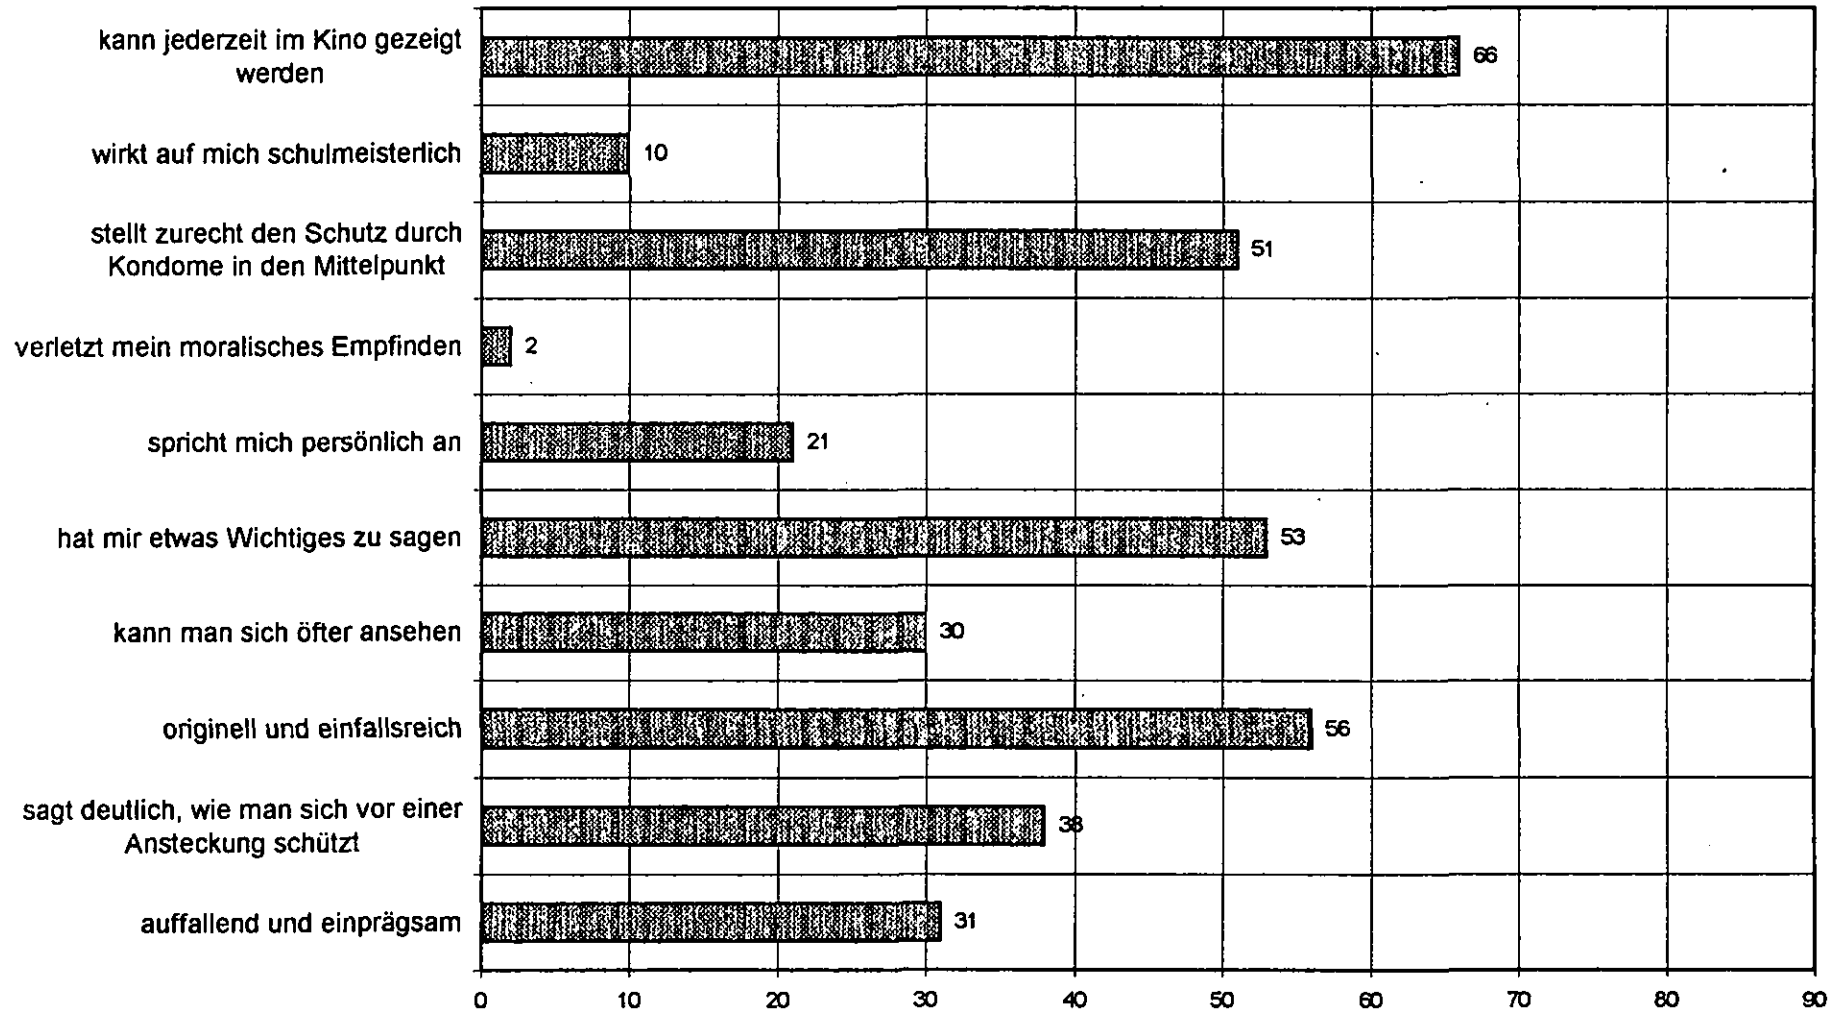 kann jederzeit im Kino gezeigt
werden
66
wirkt auf mich schulmeisterlich
10
stellt zurecht den Schutz durch
Kondome in den Mittelpunkt
51
verletzt mein moralisches Empfinden
2
spricht mich persönlich an
21
hat mir etwas Wichtiges zu sagen
53
kann man sich öfter ansehen
30
originell und einfallsreich
56
sagt deutlich, wie man sich vor einer
Ansteckung schützt
38
auffallend und einprägsam
31
0 10 20 30 40 50 60 70 80 90